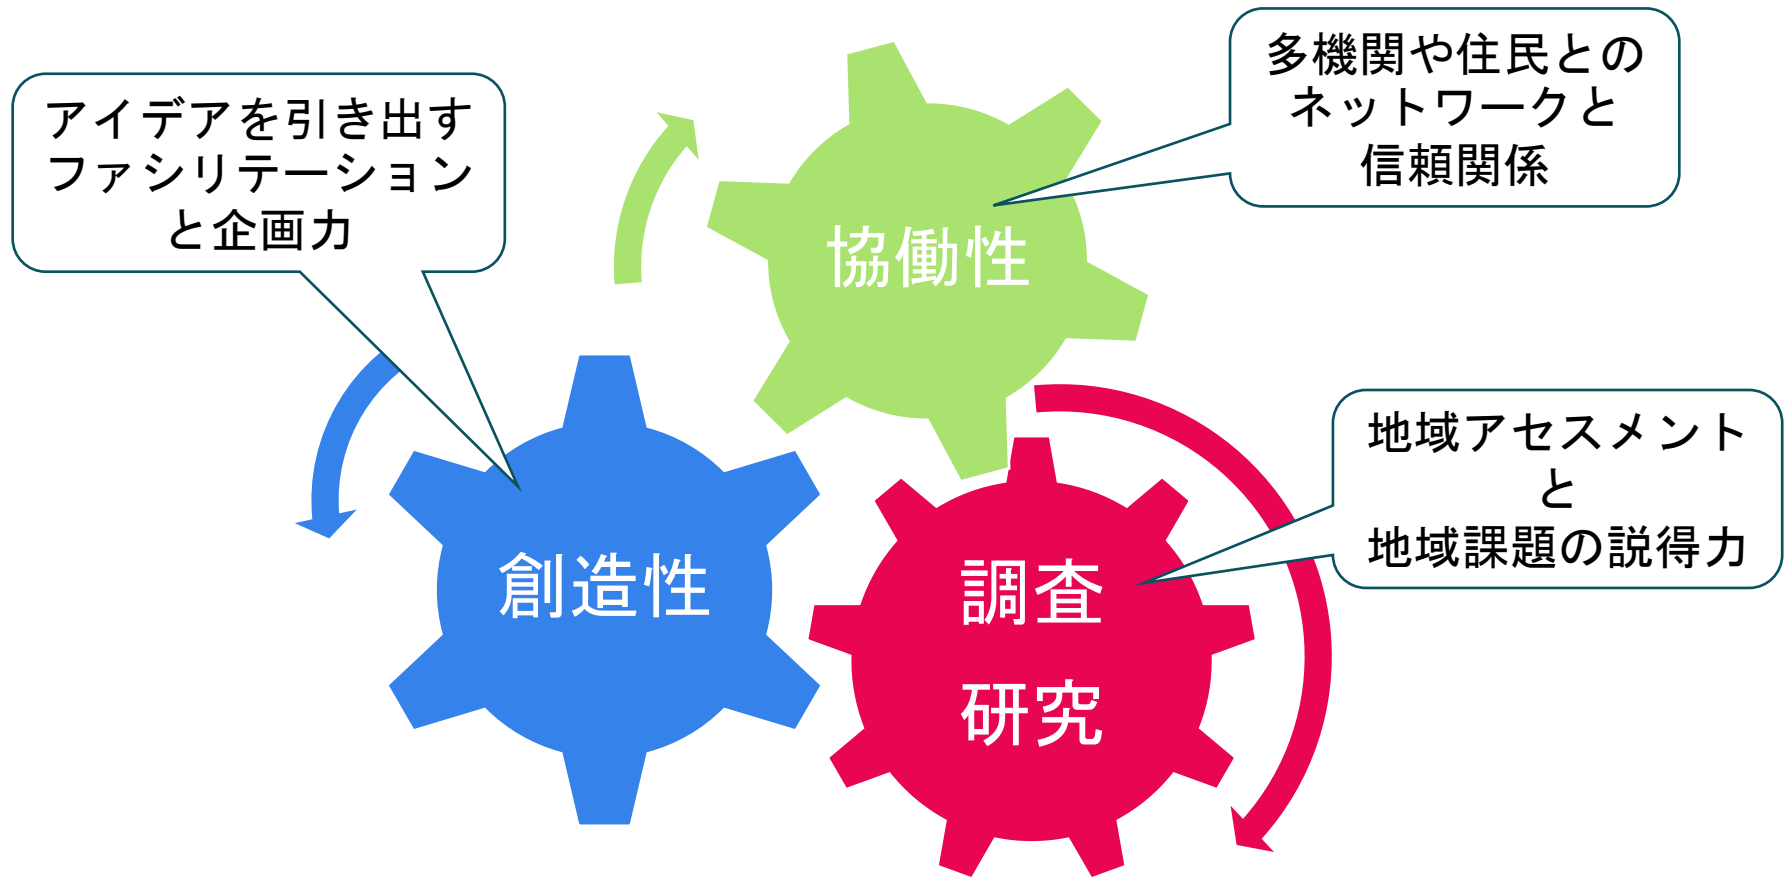 アイデアを引き出す
ファシリテーション
と企画力
多機関や住民との
ネットワークと
信頼関係
協働性
創造性
調査
研究
地域アセスメント
と
地域課題の説得力